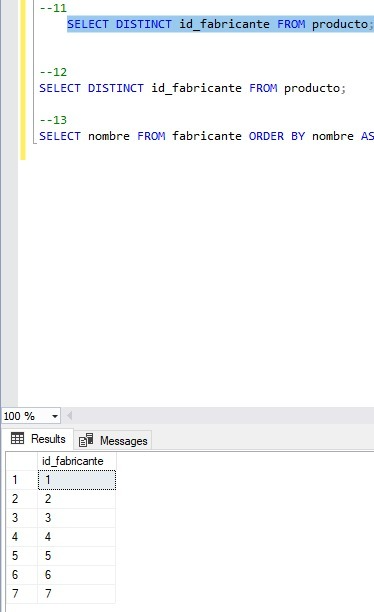 --11
SELECT DISTINCT id_fabricante FROM producto;
--12
SELECT DISTINCT id_fabricante FROM producto;
--13
SELECT nombre FROM fabricante ORDER BY nombre AS
100 %
Results Messages
id_fabricante
1 1
2 2
3 3
4 4
5 5
6 6
7 7